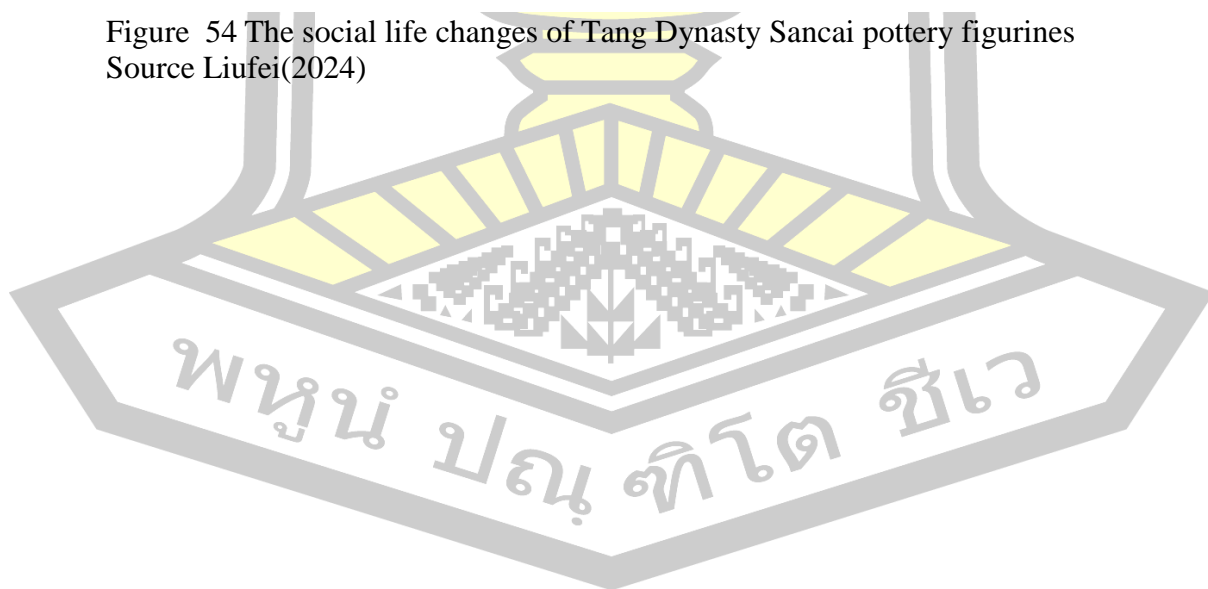 Figure  54 The social life changes of Tang Dynasty Sancai pottery figurines
Source Liufei(2024)
พหูนํ ปณฺฑิโต ชีเว